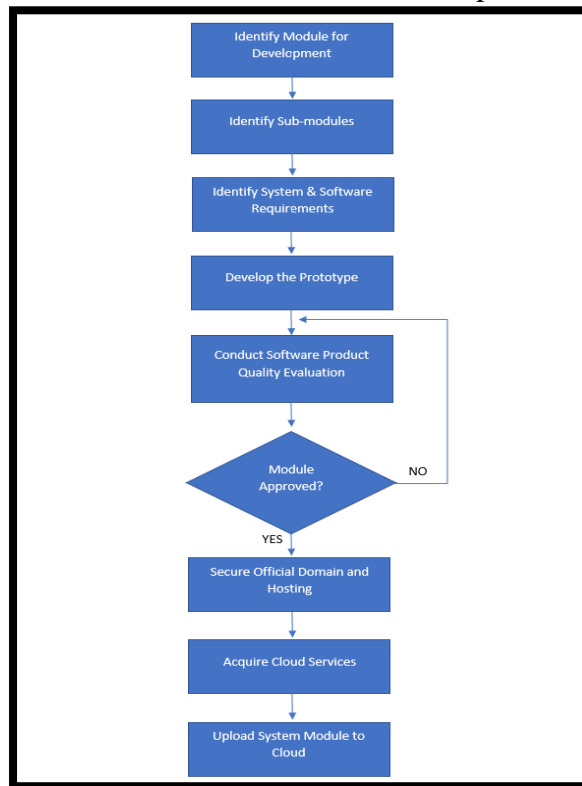 Identify Module for
Development
Identify Sub-modules
Identify System & Software
Requirements
Develop the Prototype
Conduct Software Product
Quality Evaluation
Module
Approved?
NO
YES
Secure Official Domain and
Hosting
Acquire Cloud Services
Upload System Module to
Cloud